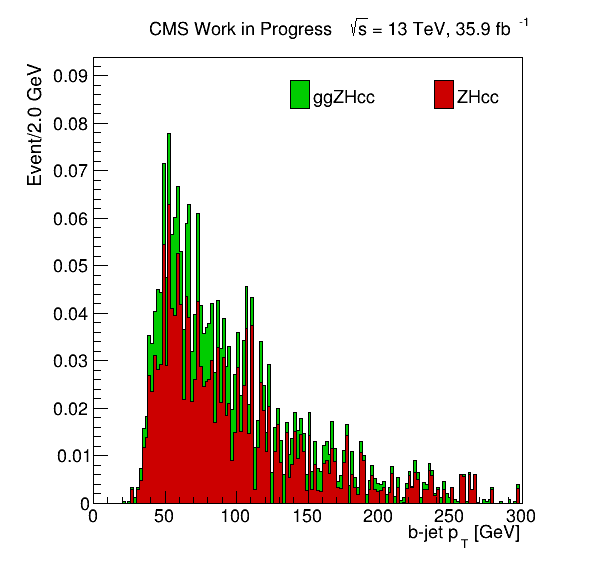 CMS Work in Progress √s = 13 TeV, 35.9 fb -1
Event/2.0 GeV
0.09
ggZHcc ZHcc
0.08
0.07
0.06
0.05
0.04
0.03
0.02
0.01
0
0 50 100 150 200 250 300
b-jet p_T [GeV]